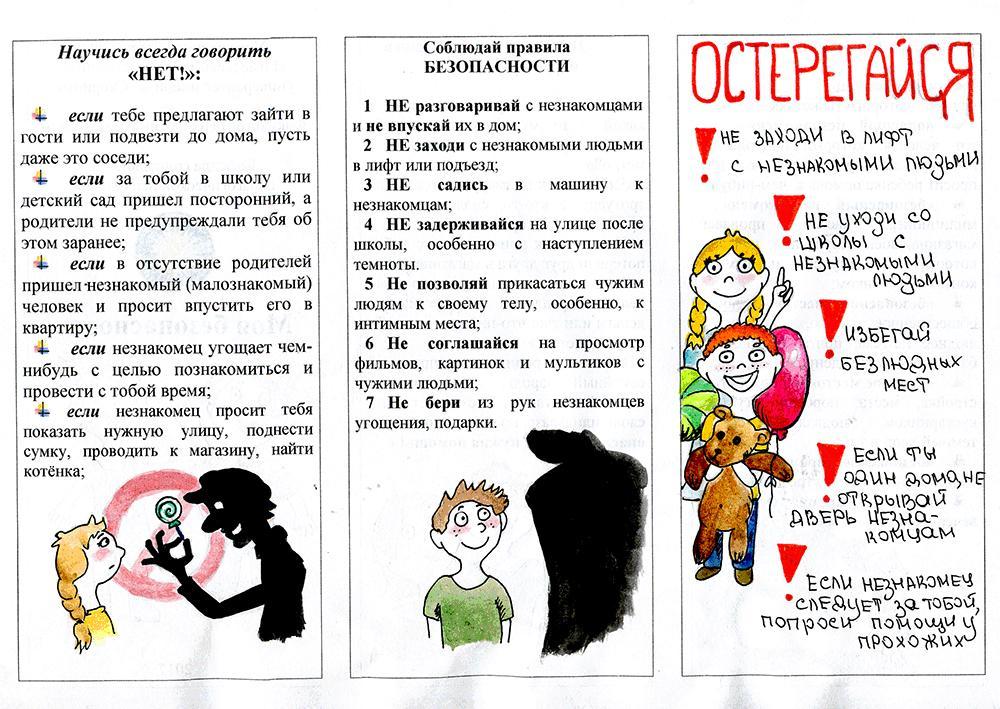 Научись всегда говорить
«НЕТ!»:
если тебе предлагают зайти в
гости или подвезти до дома, пусть
даже это соседи;
если за тобой в школу или
детский сад пришел посторонний, а
родители не предупреждали тебя об
этом заранее;
если в отсутствие родителей
пришел незнакомый (малознакомый)
человек и просит впустить его в
квартиру;
если незнакомец угощает чем-
нибудь с целью познакомиться и
провести с тобой время;
если незнакомец просит тебя
показать нужную улицу, поднести
сумку, проводить к магазину, найти
котёнка;
Соблюдай правила
БЕЗОПАСНОСТИ
1 НЕ разговаривай с незнакомцами
и не впускай их в дом;
2 НЕ заходи с незнакомыми людьми
в лифт или подъезд;
3 НЕ садись в машину к
незнакомцам;
4 НЕ задерживайся на улице после
школы, особенно с наступлением
темноты.
5 Не позволяй прикасаться чужим
людям к своему телу, особенно, к
интимным места;
6 Не соглашайся на просмотр
фильмов, картинок и мультиков с
чужими людьми;
7 Не бери из рук незнакомцев
угощения, подарки.
ОСТЕРЕГАЙСЯ
! НЕ ЗАХОДИ В ЛИФТ
С НЕЗНАКОМЫМИ ЛЮДЬМИ
! НЕ УХОДИ СО
ШКОЛЫ С
НЕЗНАКОМЫМИ
ЛЮДЬМИ
! ИЗБЕГАЙ
БЕЗЛЮДНЫХ
МЕСТ
! ЕСЛИ ТЫ
ОДИН ДОМА, НЕ
ОТКРЫВАЙ
ДВЕРЬ НЕЗНА-
КОМЦАМ
! ЕСЛИ НЕЗНАКОМЕЦ
СЛЕДУЕТ ЗА ТОБОЙ,
ПОПРОСИ ПОМОЩИ У
ПРОХОЖИХ